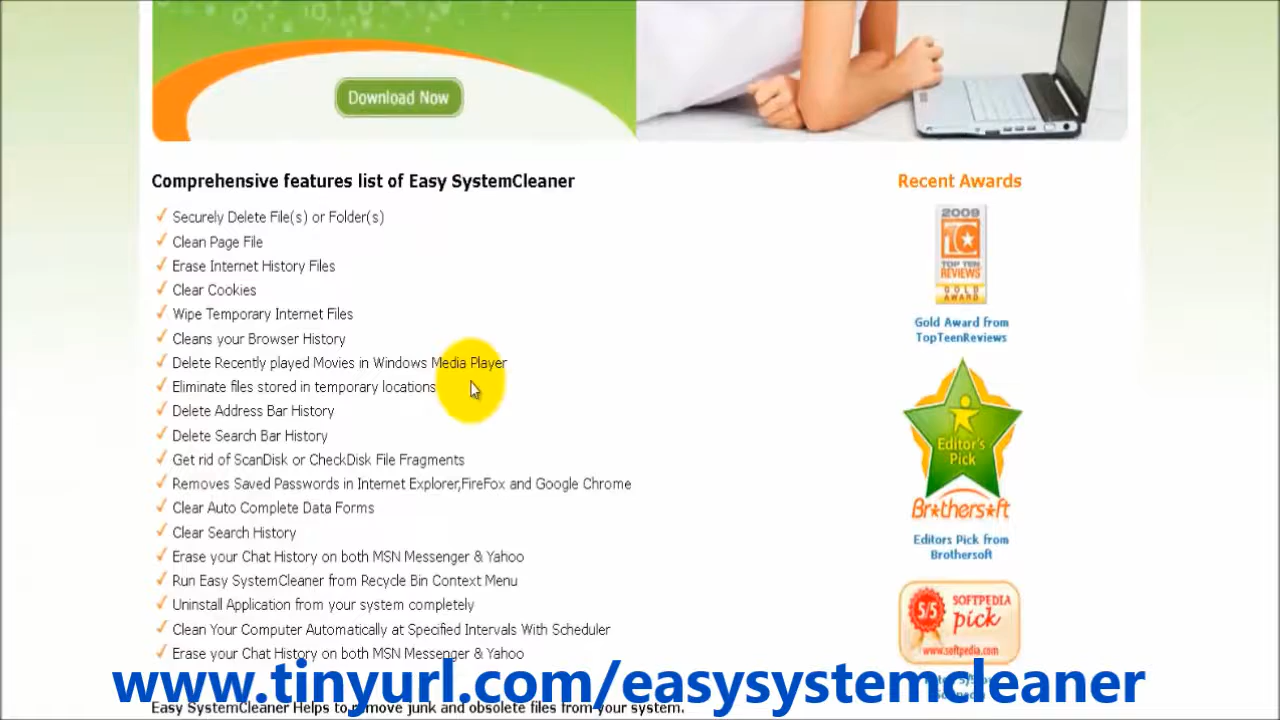 Download Now
Comprehensive features list of Easy SystemCleaner
Securely Delete File(s) or Folder(s)
Clean Page File
Erase Internet History Files
Clear Cookies
Wipe Temporary Internet Files
Cleans your Browser History
Delete Recently played Movies in Windows Media Player
Eliminate files stored in temporary locations
Delete Address Bar History
Delete Search Bar History
Get rid of ScanDisk or CheckDisk File Fragments
Removes Saved Passwords in Internet Explorer,FireFox and Google Chrome
Clear Auto Complete Data Forms
Clear Search History
Erase your Chat History on both MSN Messenger & Yahoo
Run Easy SystemCleaner from Recycle Bin Context Menu
Uninstall Application from your system completely
Clean Your Computer Automatically at Specified Intervals With Scheduler
Erase your Chat History on both MSN Messenger & Yahoo
Easy SystemCleaner Helps to remove junk and obsolete files from your system.
Recent Awards
2009
TOP TEN
REVIEWS
GOLD
AWARD
Gold Award from
TopTeenReviews
Editor's
Pick
Br★thers★ft
Editors Pick from
Brothersoft
5/5
SOFTPEDIA
pick
www.softpedia.com
www.tinyurl.com/easysystemcleaner